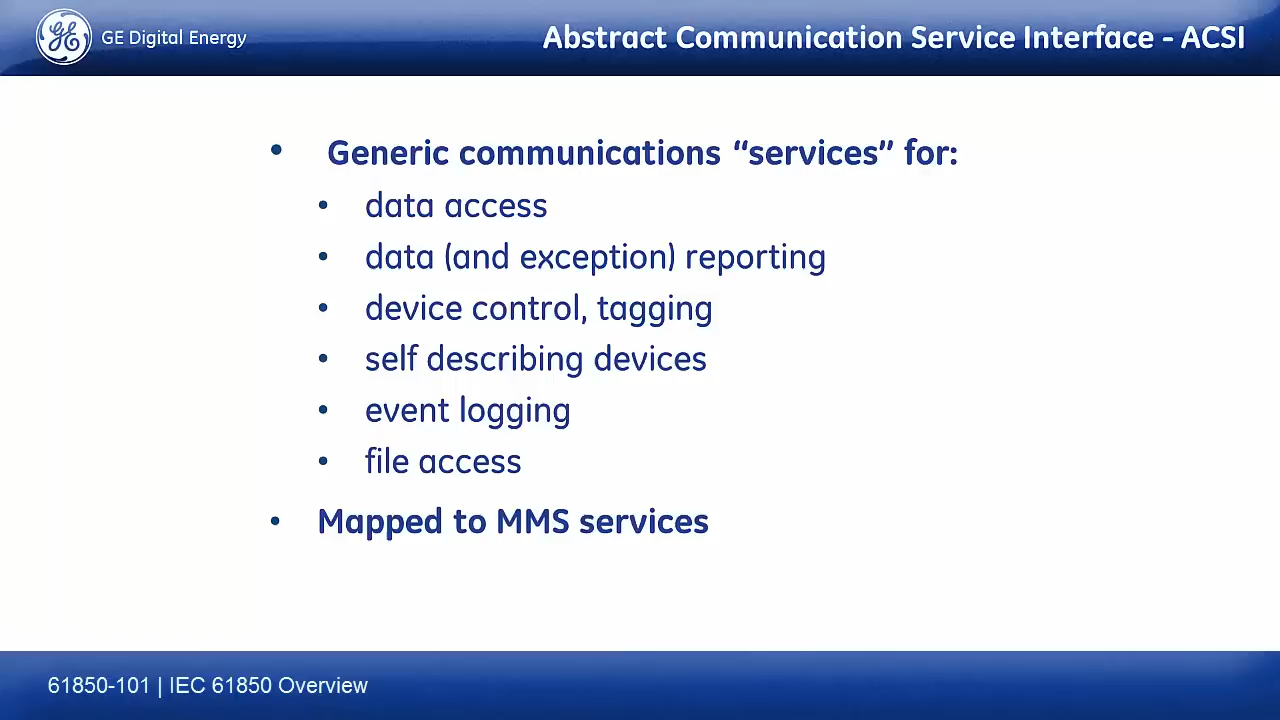 GE
GE Digital Energy
Abstract Communication Service Interface - ACSI
• Generic communications “services” for:
• data access
• data (and exception) reporting
• device control, tagging
• self describing devices
• event logging
• file access
• Mapped to MMS services
61850-101 | IEC 61850 Overview